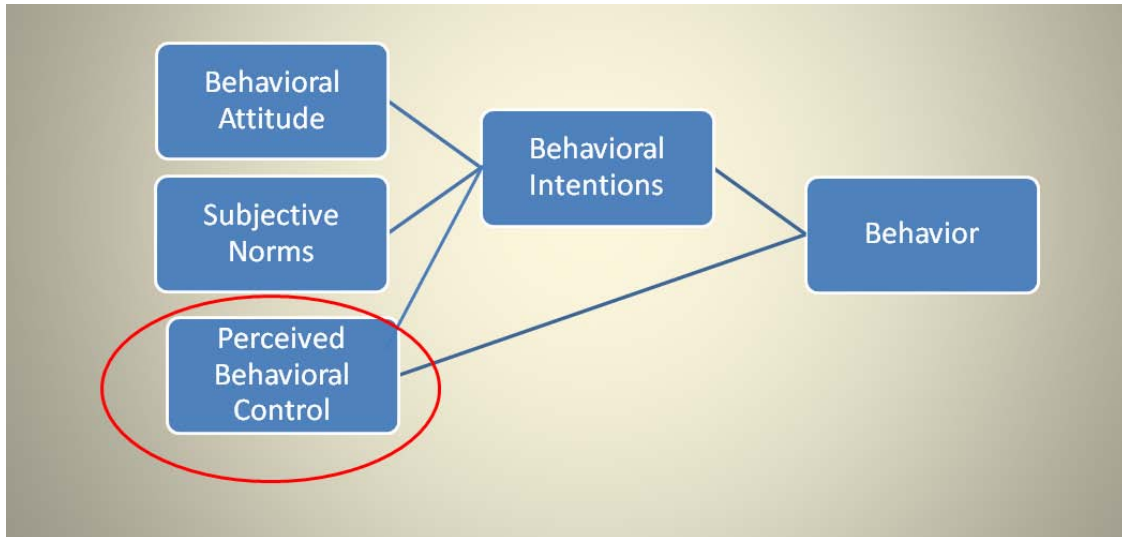 Behavioral
Attitude
Subjective
Norms
Perceived
Behavioral
Control
Behavioral
Intentions
Behavior